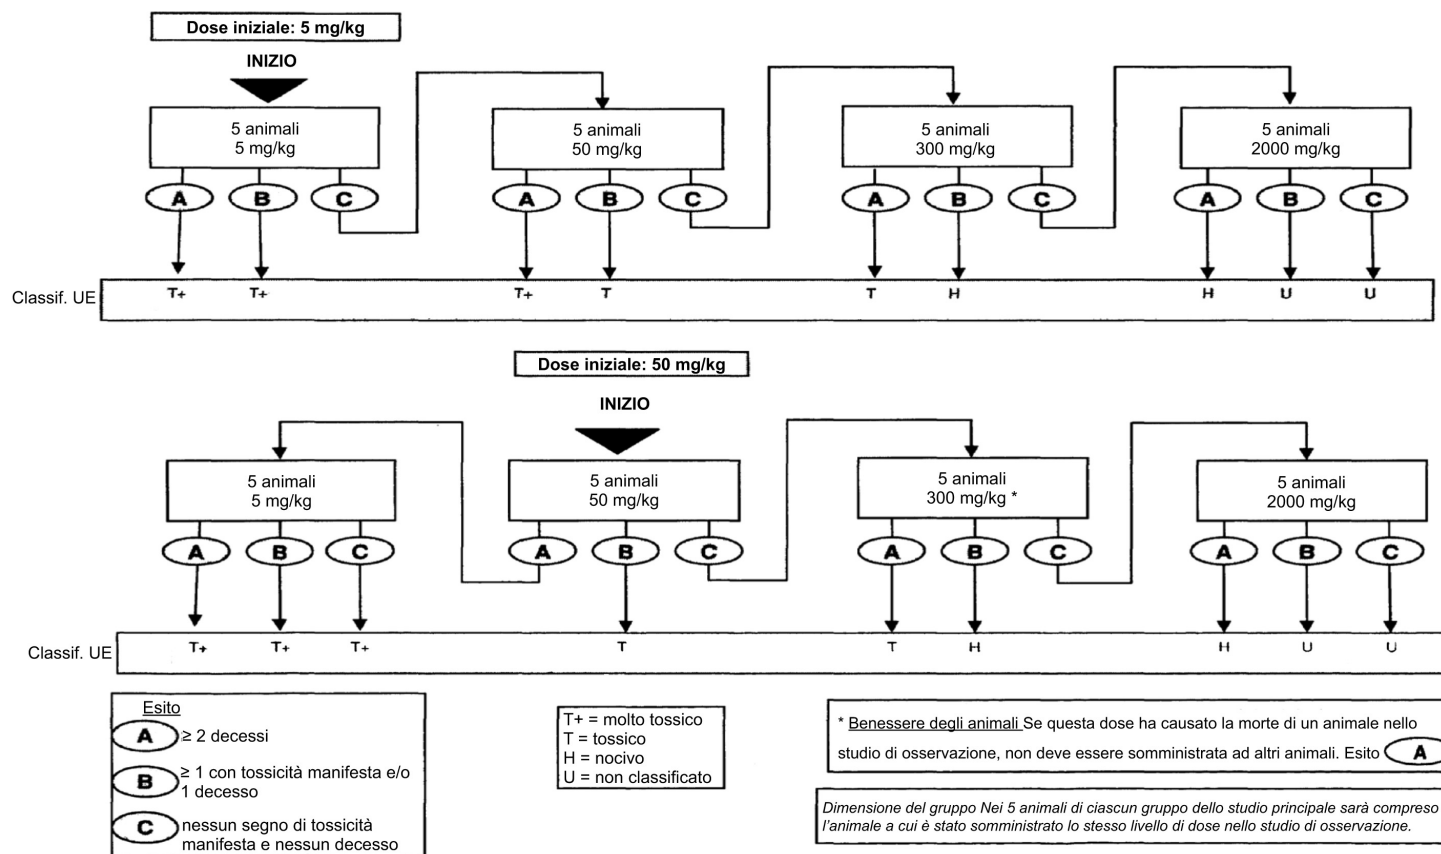 Dose iniziale: 5 mg/kg
INIZIO
5 animali
5 mg/kg
5 animali
50 mg/kg
5 animali
300 mg/kg
5 animali
2000 mg/kg
A B C A B C A B C A B C
Classif. UE T+ T+ T+ T T H H U U
Dose iniziale: 50 mg/kg
INIZIO
5 animali
5 mg/kg
5 animali
50 mg/kg
5 animali
300 mg/kg *
5 animali
2000 mg/kg
A B C A B C A B C A B C
Classif. UE T+ T+ T+ T T H H U U
Esito
A ≥ 2 decessi
B ≥ 1 con tossicità manifesta e/o
1 decesso
C nessun segno di tossicità
manifesta e nessun decesso
T+ = molto tossico
T = tossico
H = nocivo
U = non classificato
* Benessere degli animali Se questa dose ha causato la morte di un animale nello
studio di osservazione, non deve essere somministrata ad altri animali. Esito A
Dimensione del gruppo Nei 5 animali di ciascun gruppo dello studio principale sarà compreso
l'animale a cui è stato somministrato lo stesso livello di dose nello studio di osservazione.